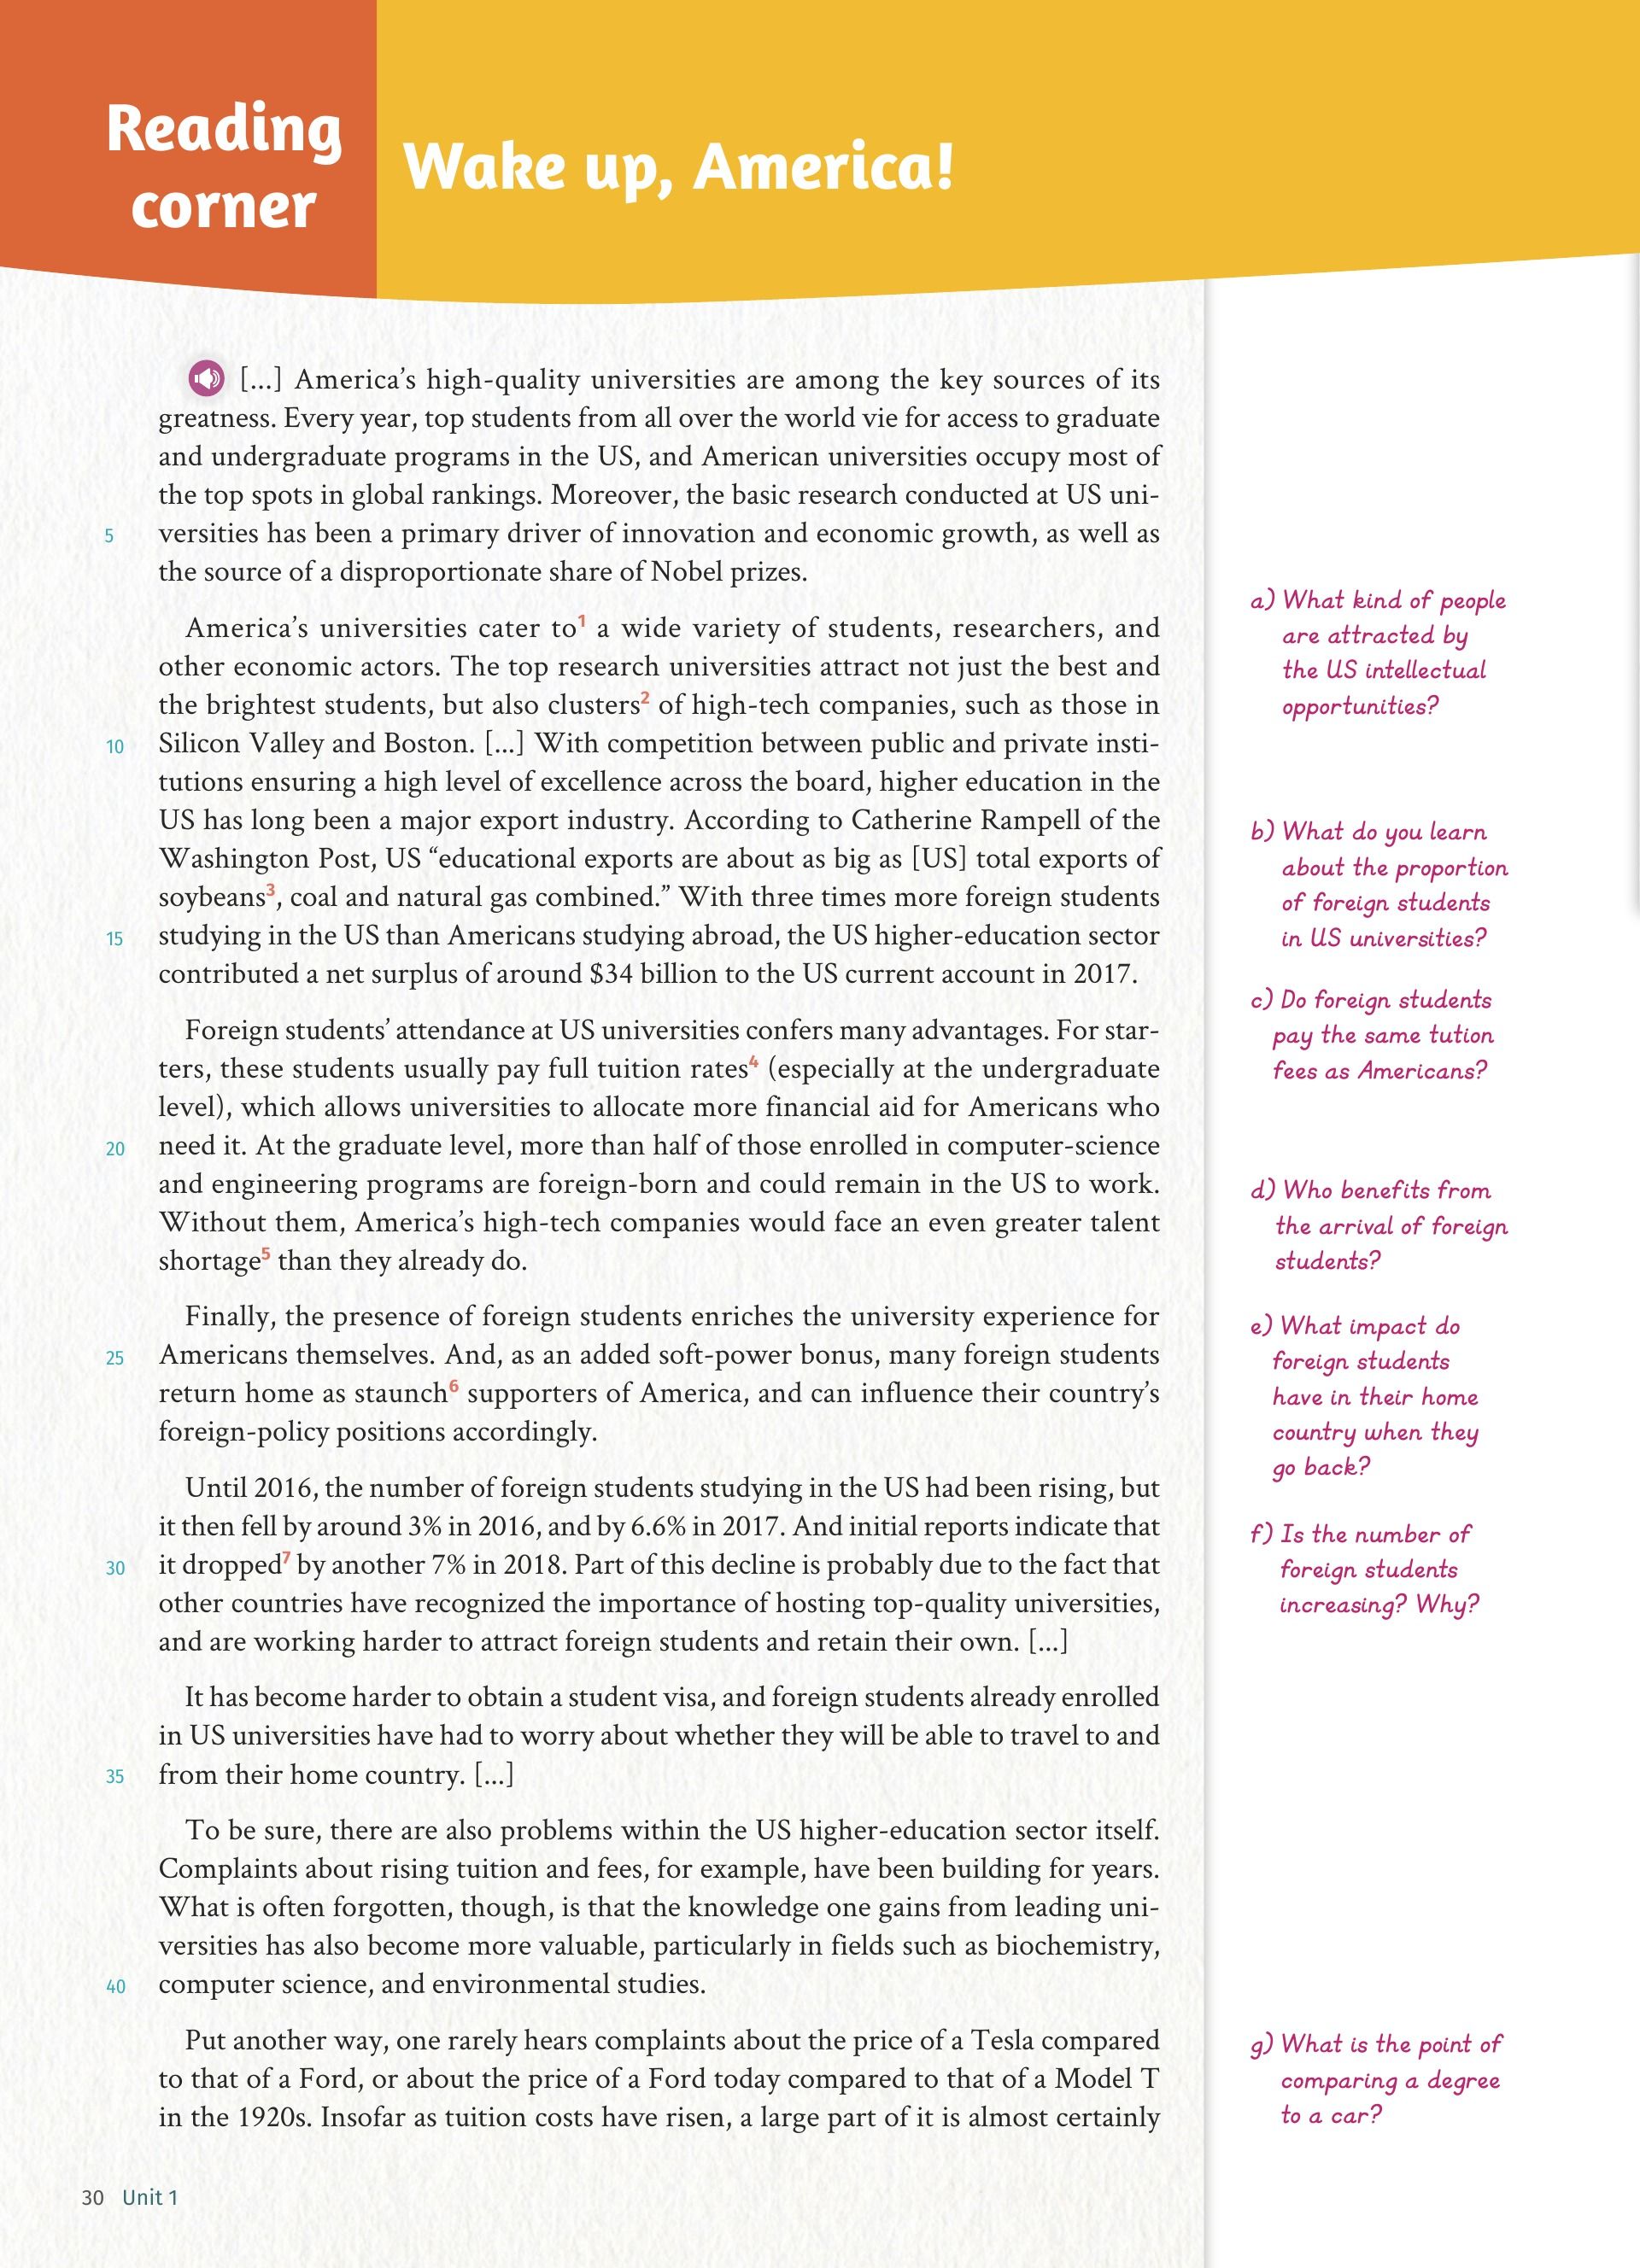 Reading
corner
Wake up, America!
[...] America's high-quality universities are among the key sources of its
greatness. Every year, top students from all over the world vie for access to graduate
and undergraduate programs in the US, and American universities occupy most of
the top spots in global rankings. Moreover, the basic research conducted at US uni-
5 versities has been a primary driver of innovation and economic growth, as well as
the source of a disproportionate share of Nobel prizes.
America's universities cater to1 a wide variety of students, researchers, and
other economic actors. The top research universities attract not just the best and
the brightest students, but also clusters2 of high-tech companies, such as those in
10 Silicon Valley and Boston. [...] With competition between public and private insti-
tutions ensuring a high level of excellence across the board, higher education in the
US has long been a major export industry. According to Catherine Rampell of the
Washington Post, US “educational exports are about as big as [US] total exports of
soybeans3, coal and natural gas combined.” With three times more foreign students
15 studying in the US than Americans studying abroad, the US higher-education sector
contributed a net surplus of around $34 billion to the US current account in 2017.
Foreign students' attendance at US universities confers many advantages. For star-
ters, these students usually pay full tuition rates4 (especially at the undergraduate
level), which allows universities to allocate more financial aid for Americans who
20 need it. At the graduate level, more than half of those enrolled in computer-science
and engineering programs are foreign-born and could remain in the US to work.
Without them, America's high-tech companies would face an even greater talent
shortage5 than they already do.
Finally, the presence of foreign students enriches the university experience for
25 Americans themselves. And, as an added soft-power bonus, many foreign students
return home as staunch6 supporters of America, and can influence their country's
foreign-policy positions accordingly.
Until 2016, the number of foreign students studying in the US had been rising, but
it then fell by around 3% in 2016, and by 6.6% in 2017. And initial reports indicate that
30 it dropped7 by another 7% in 2018. Part of this decline is probably due to the fact that
other countries have recognized the importance of hosting top-quality universities,
and are working harder to attract foreign students and retain their own. [...]
It has become harder to obtain a student visa, and foreign students already enrolled
in US universities have had to worry about whether they will be able to travel to and
35 from their home country. [...]
To be sure, there are also problems within the US higher-education sector itself.
Complaints about rising tuition and fees, for example, have been building for years.
What is often forgotten, though, is that the knowledge one gains from leading uni-
versities has also become more valuable, particularly in fields such as biochemistry,
40 computer science, and environmental studies.
Put another way, one rarely hears complaints about the price of a Tesla compared
to that of a Ford, or about the price of a Ford today compared to that of a Model T
in the 1920s. Insofar as tuition costs have risen, a large part of it is almost certainly
a) What kind of people
are attracted by
the US intellectual
opportunities?
b) What do you learn
about the proportion
of foreign students
in US universities?
c) Do foreign students
pay the same tution
fees as Americans?
d) Who benefits from
the arrival of foreign
students?
e) What impact do
foreign students
have in their home
country when they
go back?
f) Is the number of
foreign students
increasing? Why?
g) What is the point of
comparing a degree
to a car?
30 Unit 1